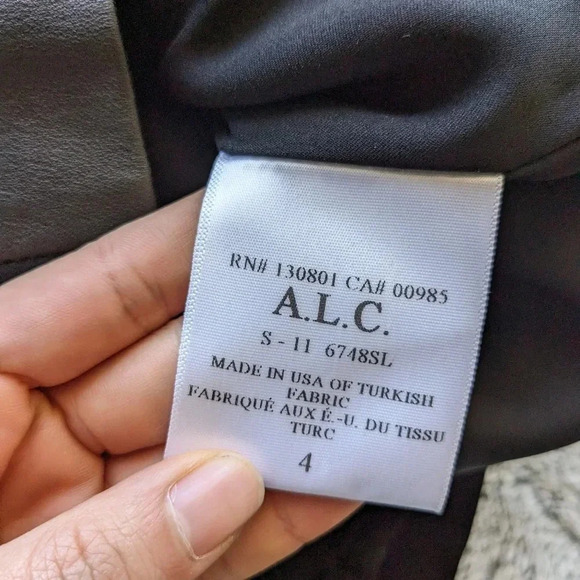 RN# 130801 CA# 00985
A.L.C.
S - 11 6748SL
MADE IN USA OF TURKISH
FABRIC
FABRIQUÉ AUX É.-U. DU TISSU
TURC
4